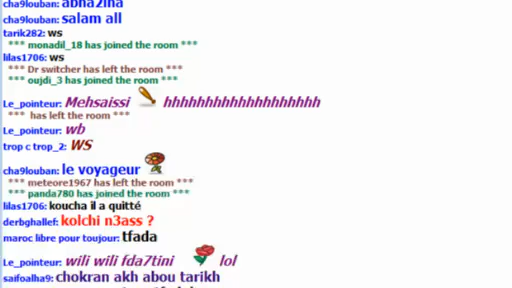 cha9louban: abna2ina
cha9louban: salam all
tarik282: ws
*** monadil_18 has joined the room ***
lilas1706: ws
*** Dr switcher has left the room ***
*** oujdi_3 has joined the room ***
Le_pointeur: Mehsaissi hhhhhhhhhhhhhhhhhhh
*** has left the room ***
Le_pointeur: wb
trop c trop_2: WS
cha9louban: le voyageur
*** meteore1967 has left the room ***
*** panda780 has joined the room ***
lilas1706: koucha il a quitté
derbghallef: kolchi n3ass ?
maroc libre pour toujour: tfada
Le_pointeur: wili wili fda7tini lol
saifoalha9: chokran akh abou tarikh